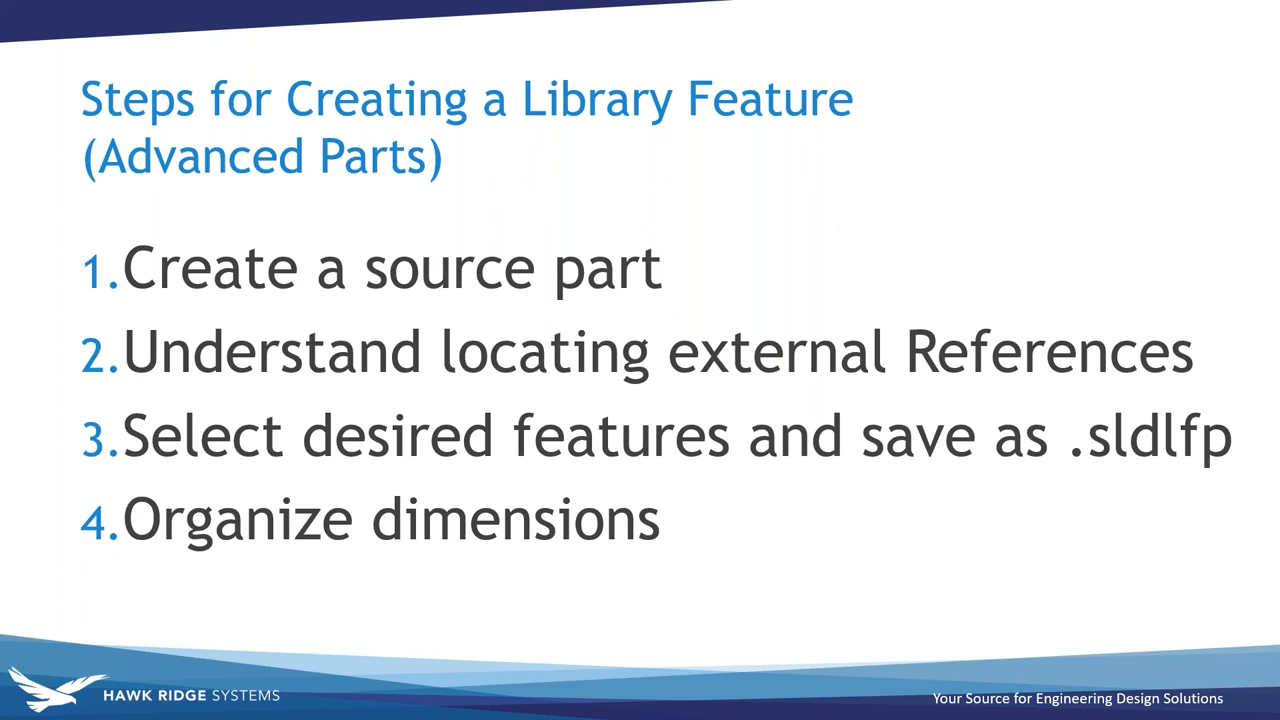 Steps for Creating a Library Feature
(Advanced Parts)
1.Create a source part
2.Understand locating external References
3.Select desired features and save as .sldlfp
4.Organize dimensions
HAWK RIDGE SYSTEMS
Your Source for Engineering Design Solutions